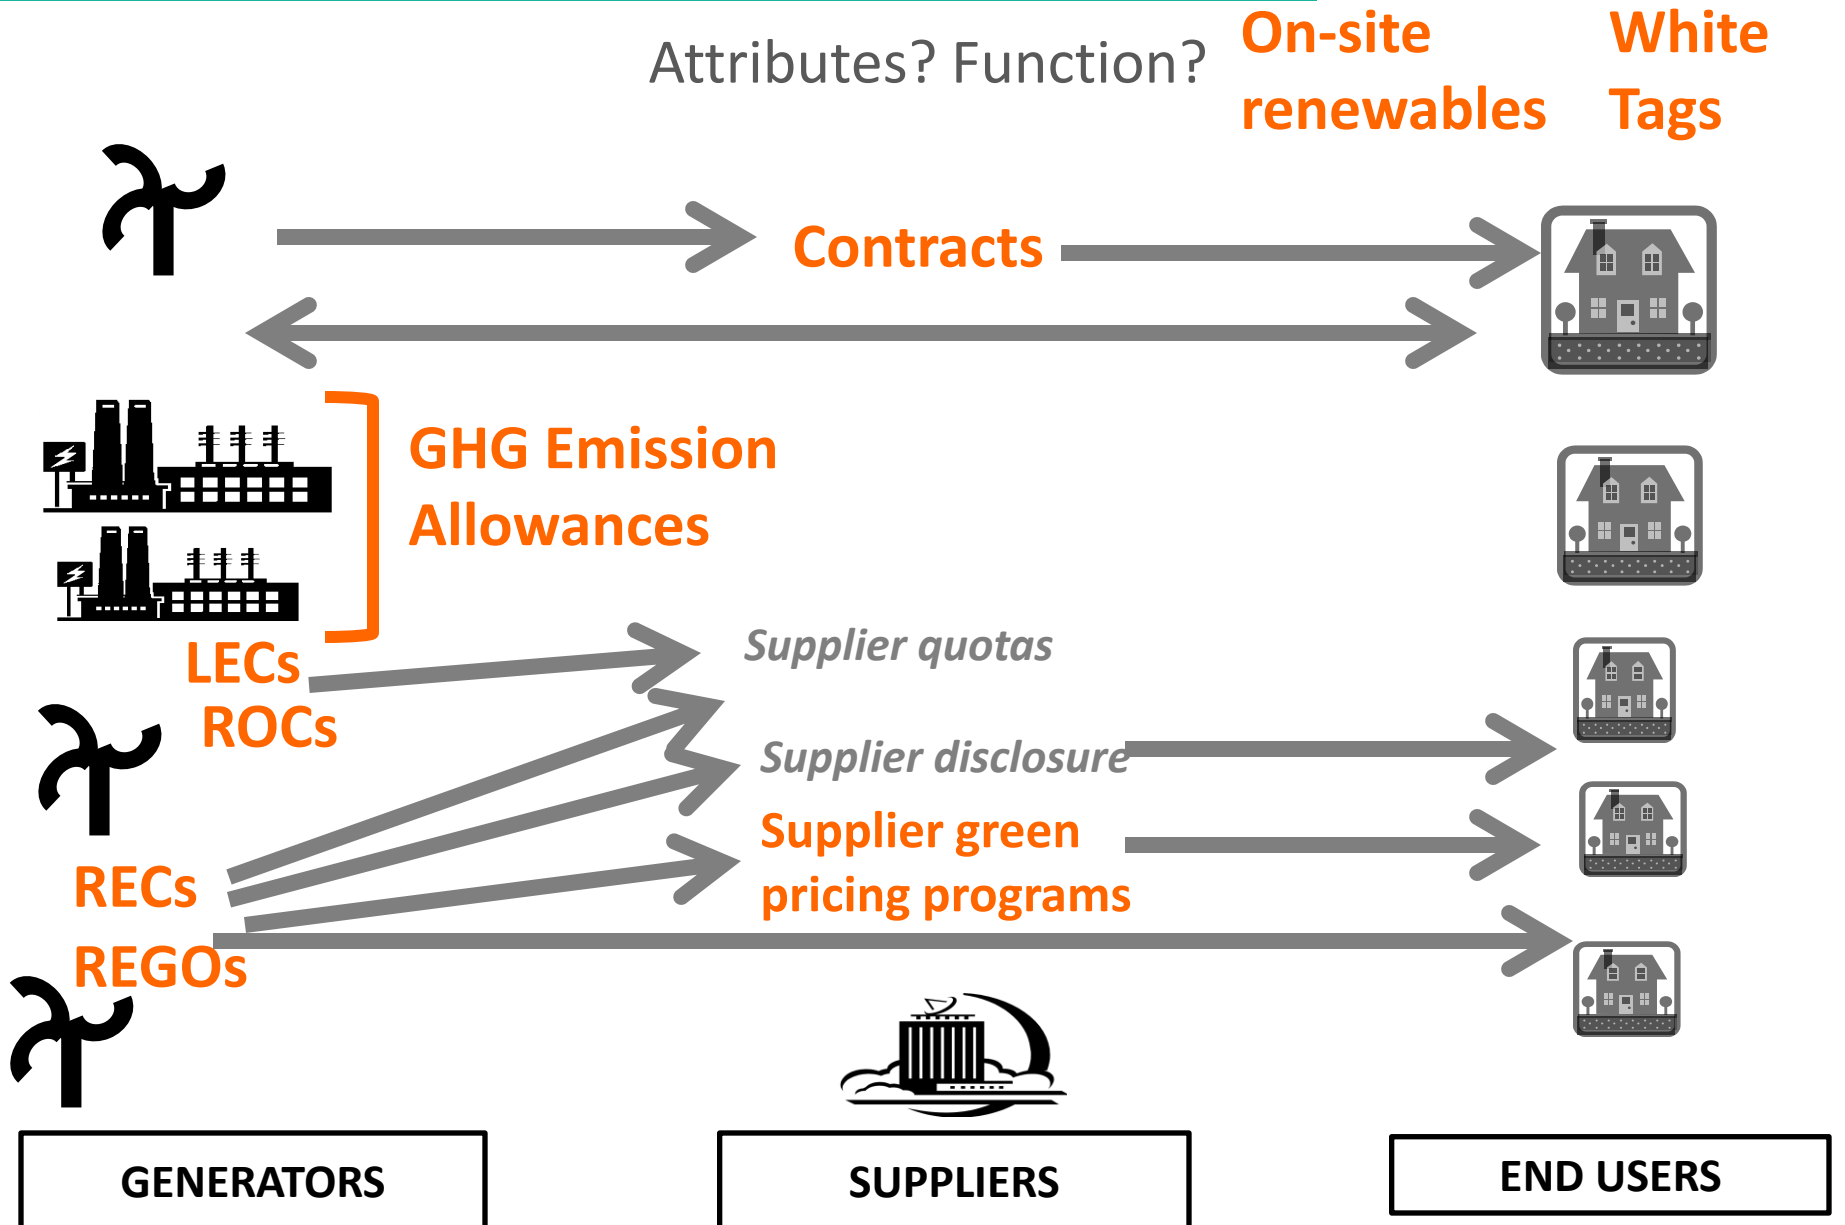 Attributes? Function?
On-site
renewables
White
Tags
Contracts
GHG Emission
Allowances
LECs
ROCs
Supplier quotas
Supplier disclosure
Supplier green
pricing programs
RECs
REGOs
GENERATORS
SUPPLIERS
END USERS